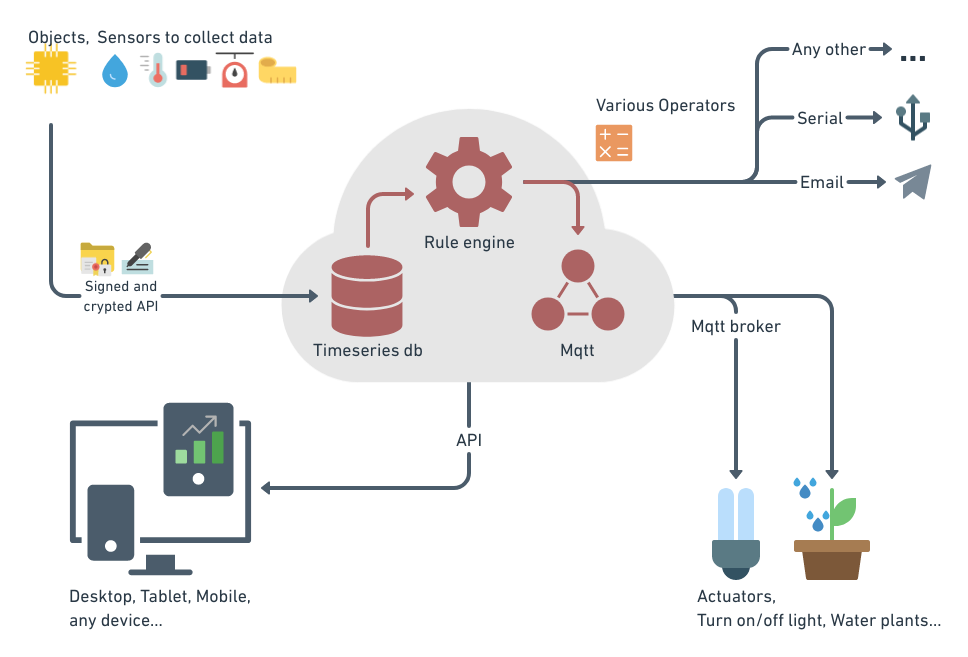 Objects, Sensors to collect data
Any other
...
Various Operators
Serial
Email
Rule engine
Signed and
crypted API
Timeseries db
Mqtt
Mqtt broker
API
Desktop, Tablet, Mobile,
any device...
Actuators,
Turn on/off light, Water plants...